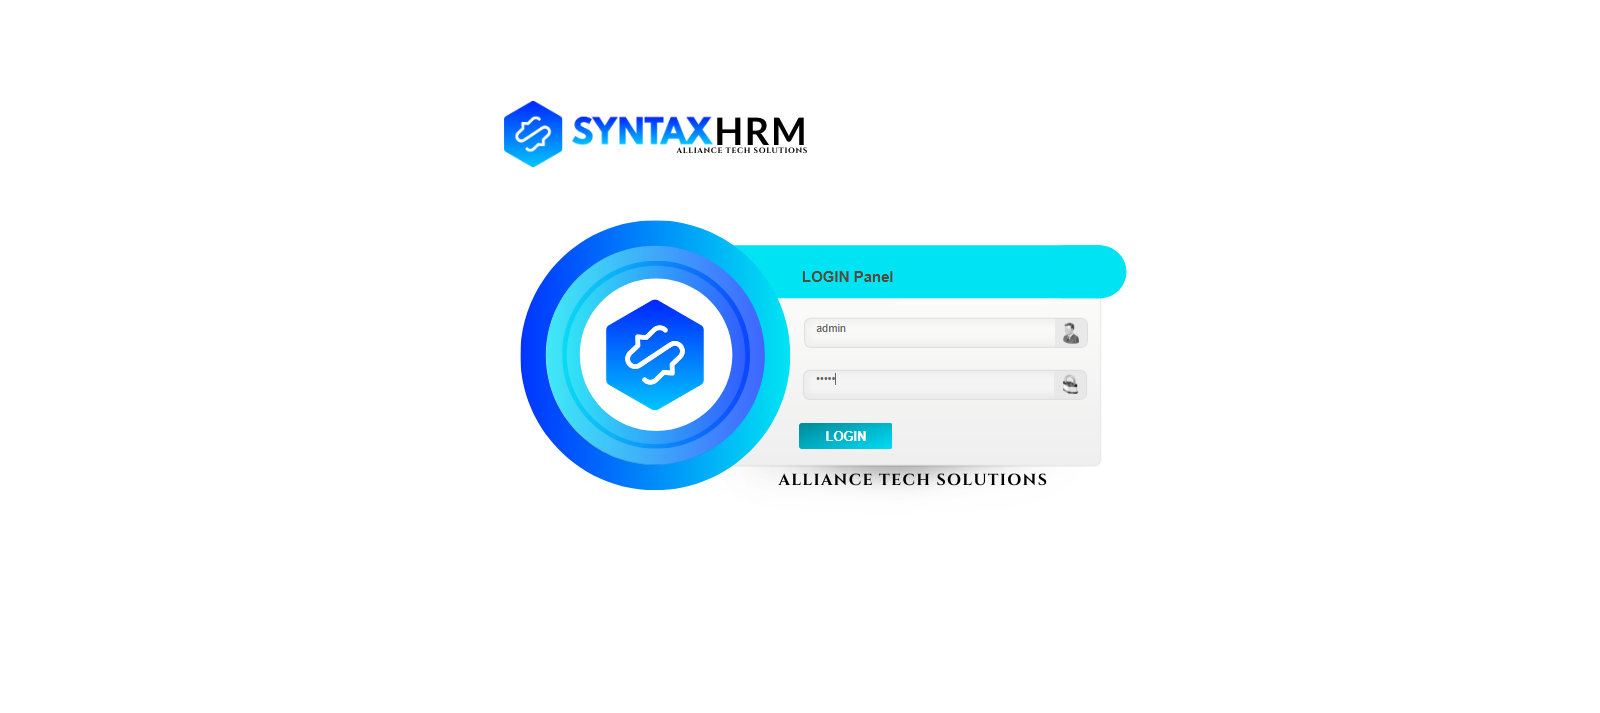 SYNTAXHRM
ALLIANCE TECH SOLUTIONS
LOGIN Panel
admin
•••••
LOGIN
ALLIANCE TECH SOLUTIONS